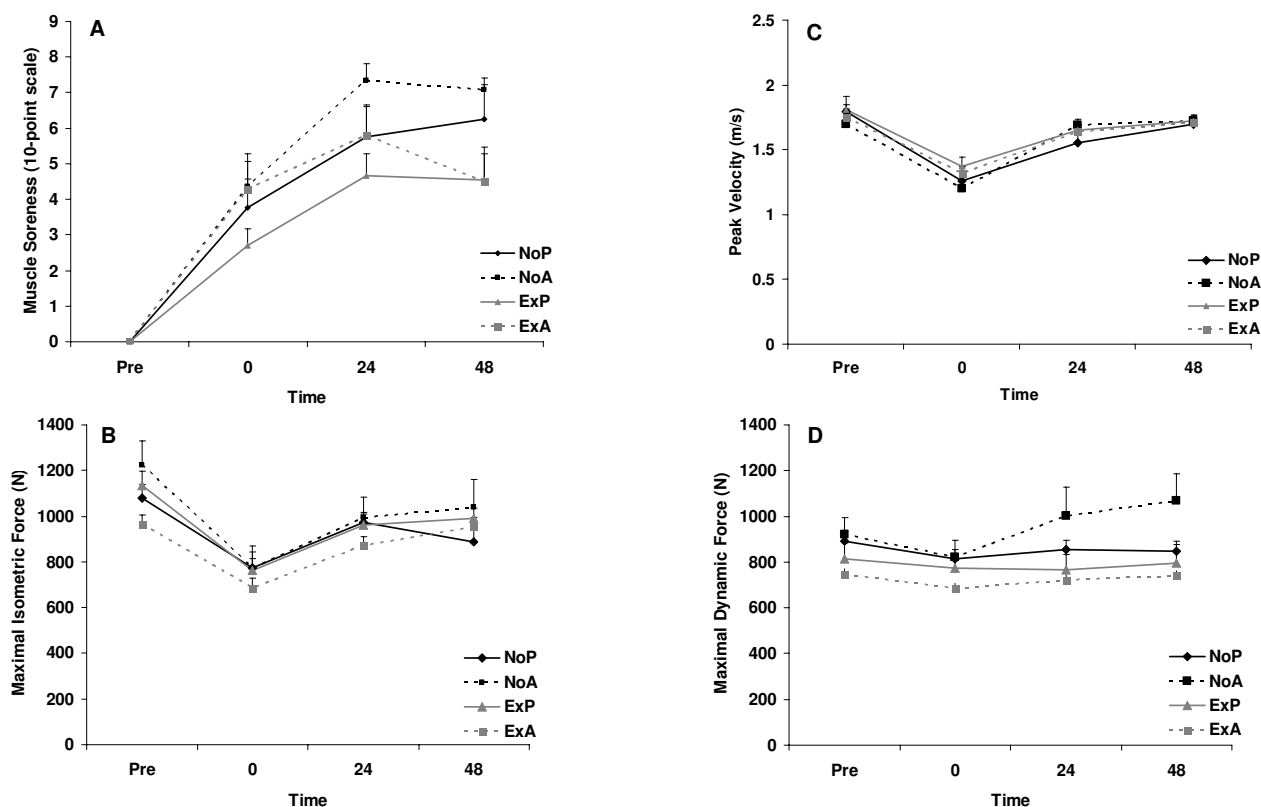 A
Muscle Soreness (10-point scale)
9
8
7
6
5
4
3
2
1
0
Pre 0 24 48
Time
NoP
NoA
ExP
ExA
C
Peak Velocity (m/s)
2.5
2
1.5
1
0.5
0
Pre 0 24 48
Time
NoP
NoA
ExP
ExA
B
Maximal Isometric Force (N)
1400
1200
1000
800
600
400
200
0
Pre 0 24 48
Time
NoP
NoA
ExP
ExA
D
Maximal Dynamic Force (N)
1400
1200
1000
800
600
400
200
0
Pre 0 24 48
Time
NoP
NoA
ExP
ExA